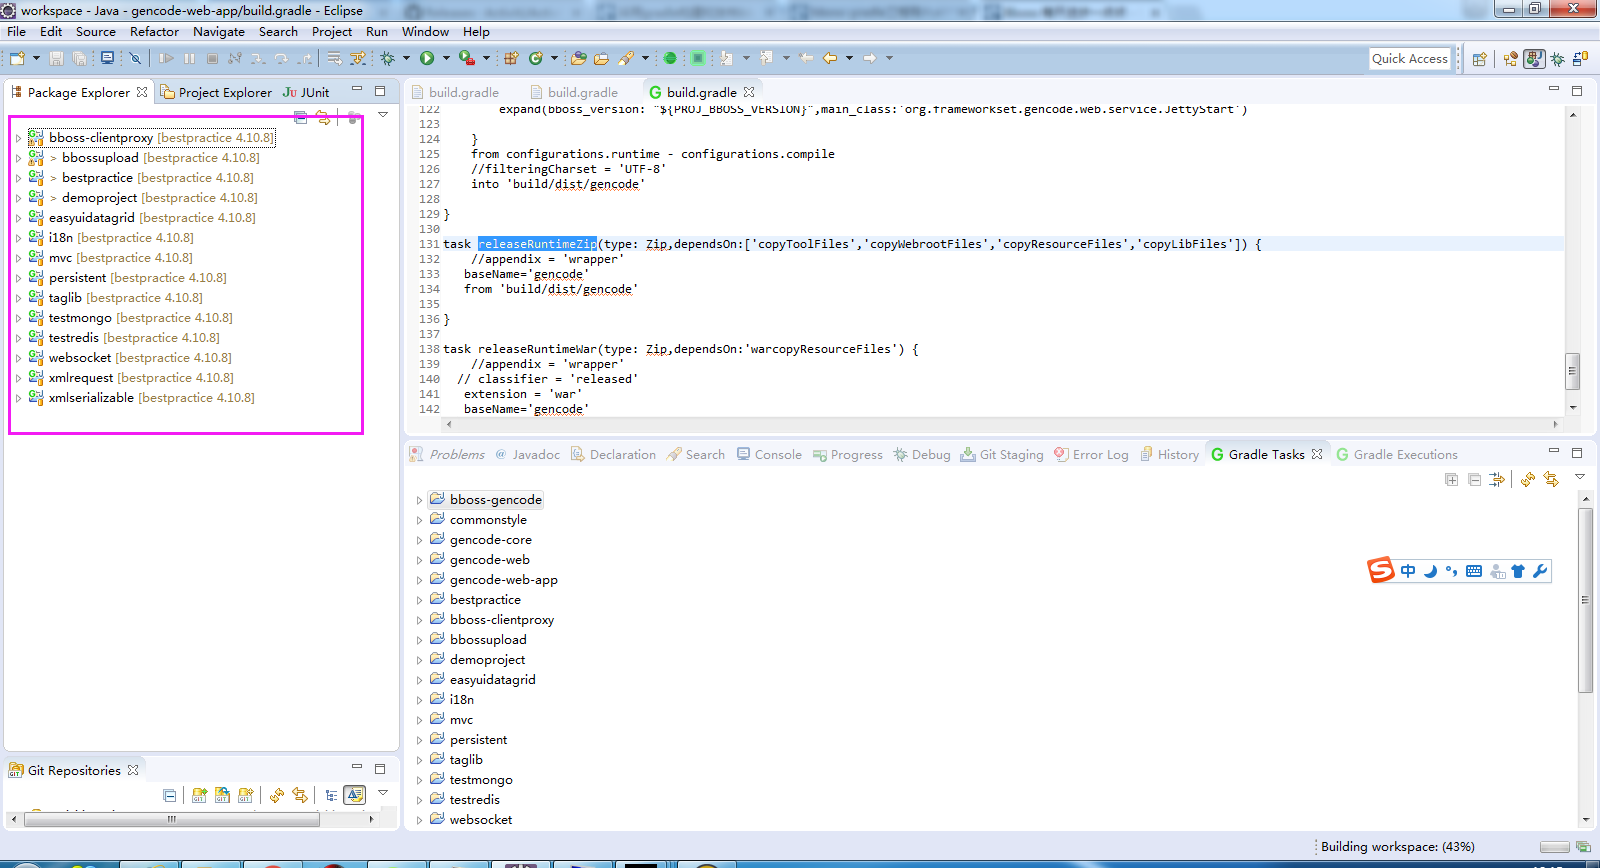 workspace - Java - gencode-web-app/build.gradle - Eclipse
File Edit Source Refactor Navigate Search Project Run Window Help
Quick Access
Package Explorer Project Explorer JU JUnit
bboss-clientproxy [bestpractice 4.10.8]
> bbossupload [bestpractice 4.10.8]
> bestpractice [bestpractice 4.10.8]
> demoproject [bestpractice 4.10.8]
easyuidatagrid [bestpractice 4.10.8]
i18n [bestpractice 4.10.8]
mvc [bestpractice 4.10.8]
persistent [bestpractice 4.10.8]
taglib [bestpractice 4.10.8]
testmongo [bestpractice 4.10.8]
testredis [bestpractice 4.10.8]
websocket [bestpractice 4.10.8]
xmlrequest [bestpractice 4.10.8]
xmlserializable [bestpractice 4.10.8]
Git Repositories
build.gradle build.gradle build.gradle
122 expand(bboss_version: "${PROJ_BBOSS_VERSION}",main_class:'org.frameworkset.gencode.web.service.JettyStart')
123
124 }
125 from configurations.runtime - configurations.compile
126 //filteringCharset = 'UTF-8'
127 into 'build/dist/gencode'
128
129 }
130
131 task releaseRuntimeZip(type: Zip,dependsOn:['copyToolFiles','copyWebrootFiles','copyResourceFiles','copyLibFiles']) {
132 //appendix = 'wrapper'
133 baseName='gencode'
134 from 'build/dist/gencode'
135
136 }
137
138 task releaseRuntimeWar(type: Zip,dependsOn:'warcopyResourceFiles') {
139 //appendix = 'wrapper'
140 // classifier = 'released'
141 extension = 'war'
142 baseName='gencode'
Problems @ Javadoc Declaration Search Console Progress Debug Git Staging Error Log History Gradle Tasks Gradle Executions
bboss-gencode
commonstyle
gencode-core
gencode-web
gencode-web-app
bestpractice
bboss-clientproxy
bbossupload
demoproject
easyuidatagrid
i18n
mvc
persistent
taglib
testmongo
testredis
websocket
中
Building workspace: (43%)